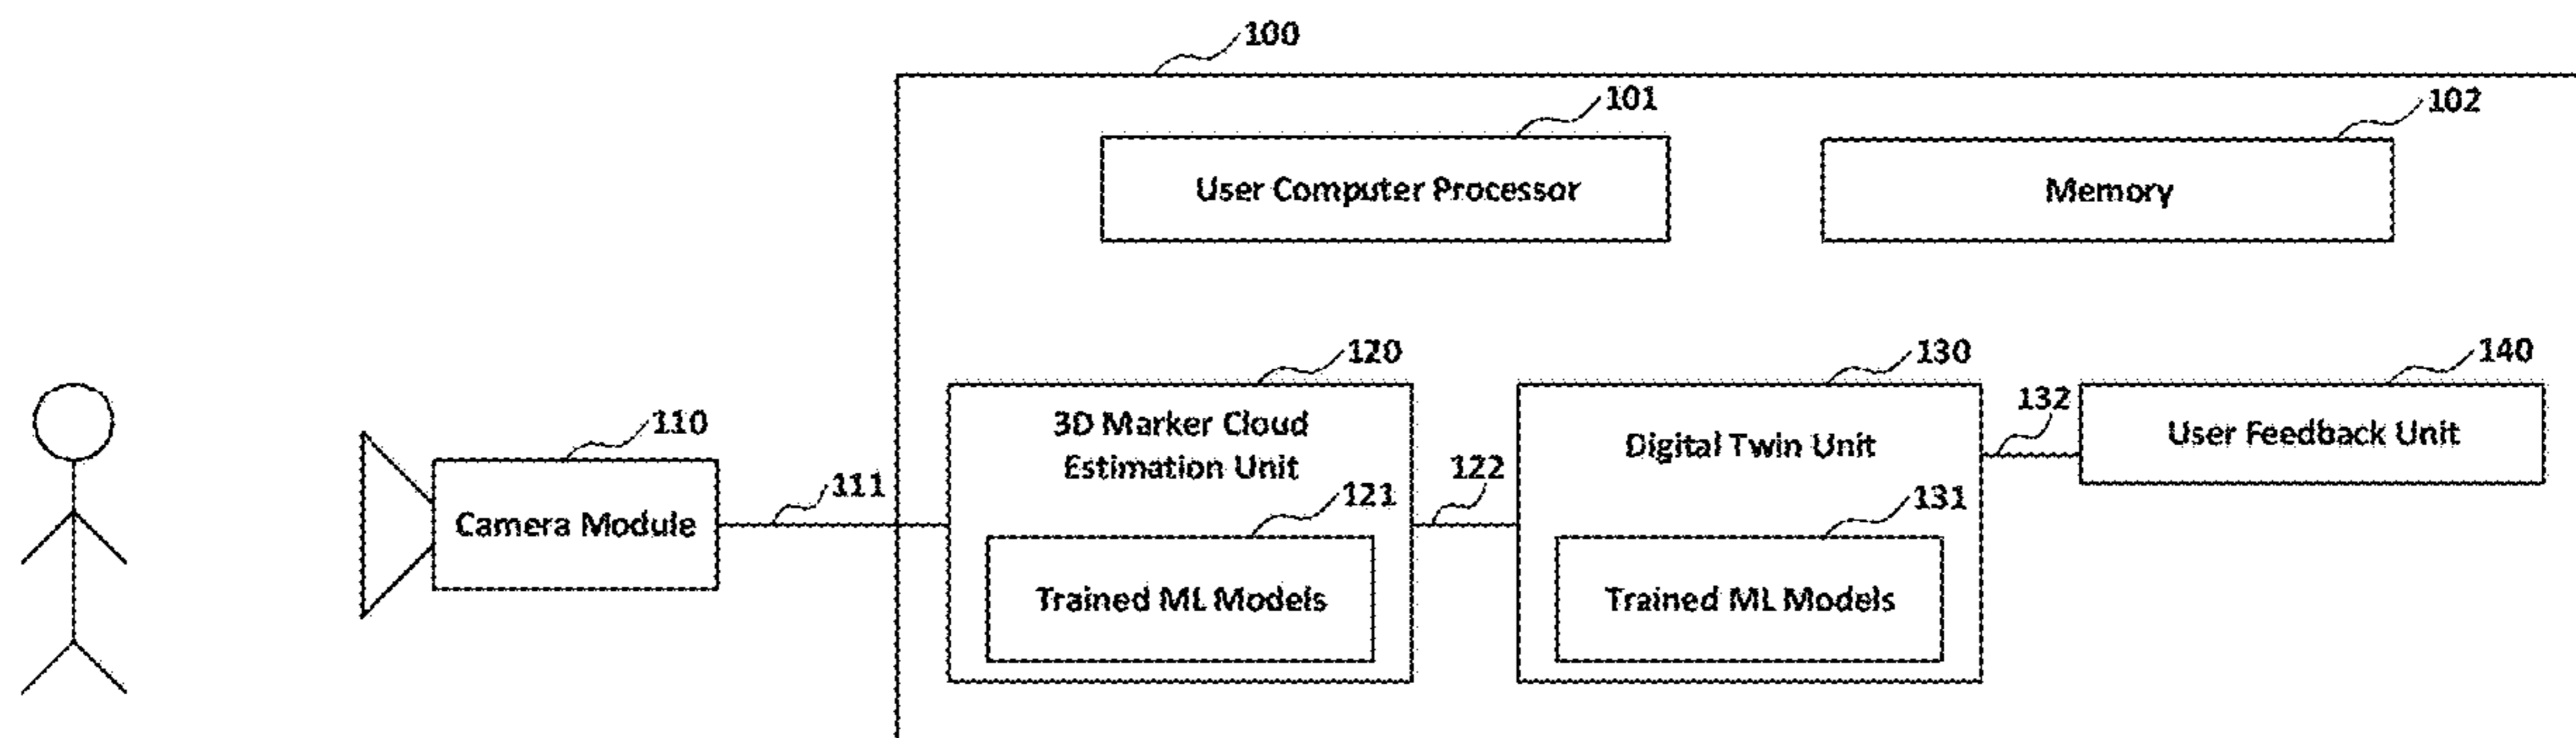 100
101
102
User Computer Processor
Memory
120
130
140
110
3D Marker Cloud
Estimation Unit
Digital Twin Unit
132
User Feedback Unit
111
122
Camera Module
121
131
Trained ML Models
Trained ML Models